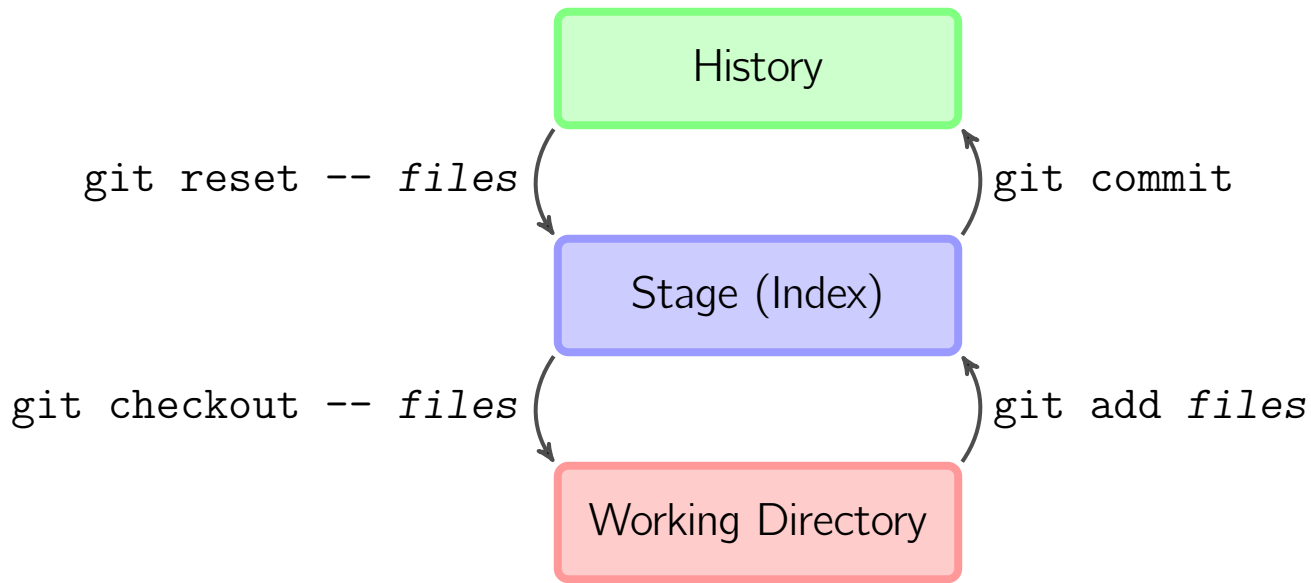 History
git reset -- files
git commit
Stage (Index)
git checkout -- files
git add files
Working Directory